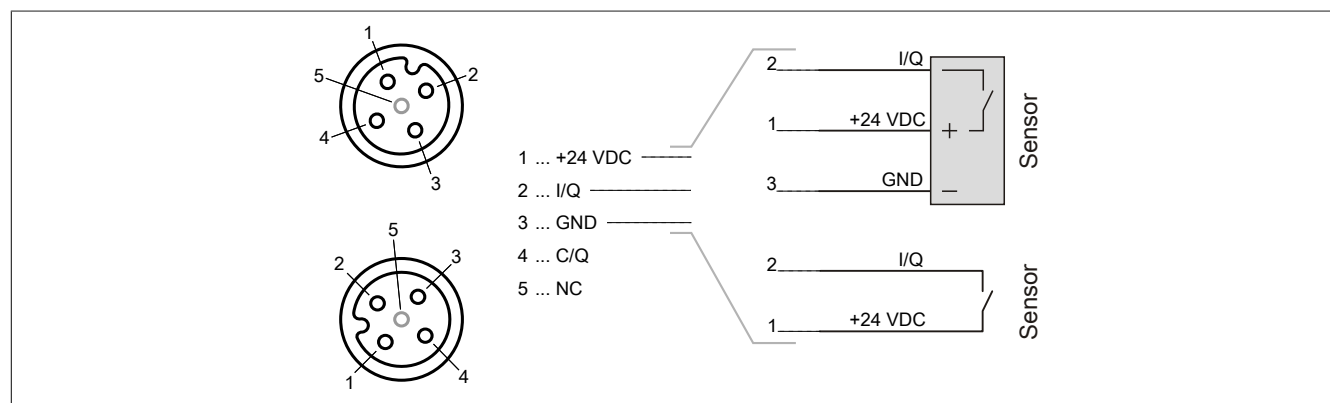 1
5
2
4
3
5
2
3
1
4
1 ... +24 VDC
2 ... I/Q
3 ... GND
4 ... C/Q
5 ... NC
2 I/Q
1 +24 VDC +
3 GND
Sensor
2 I/Q
1 +24 VDC
Sensor